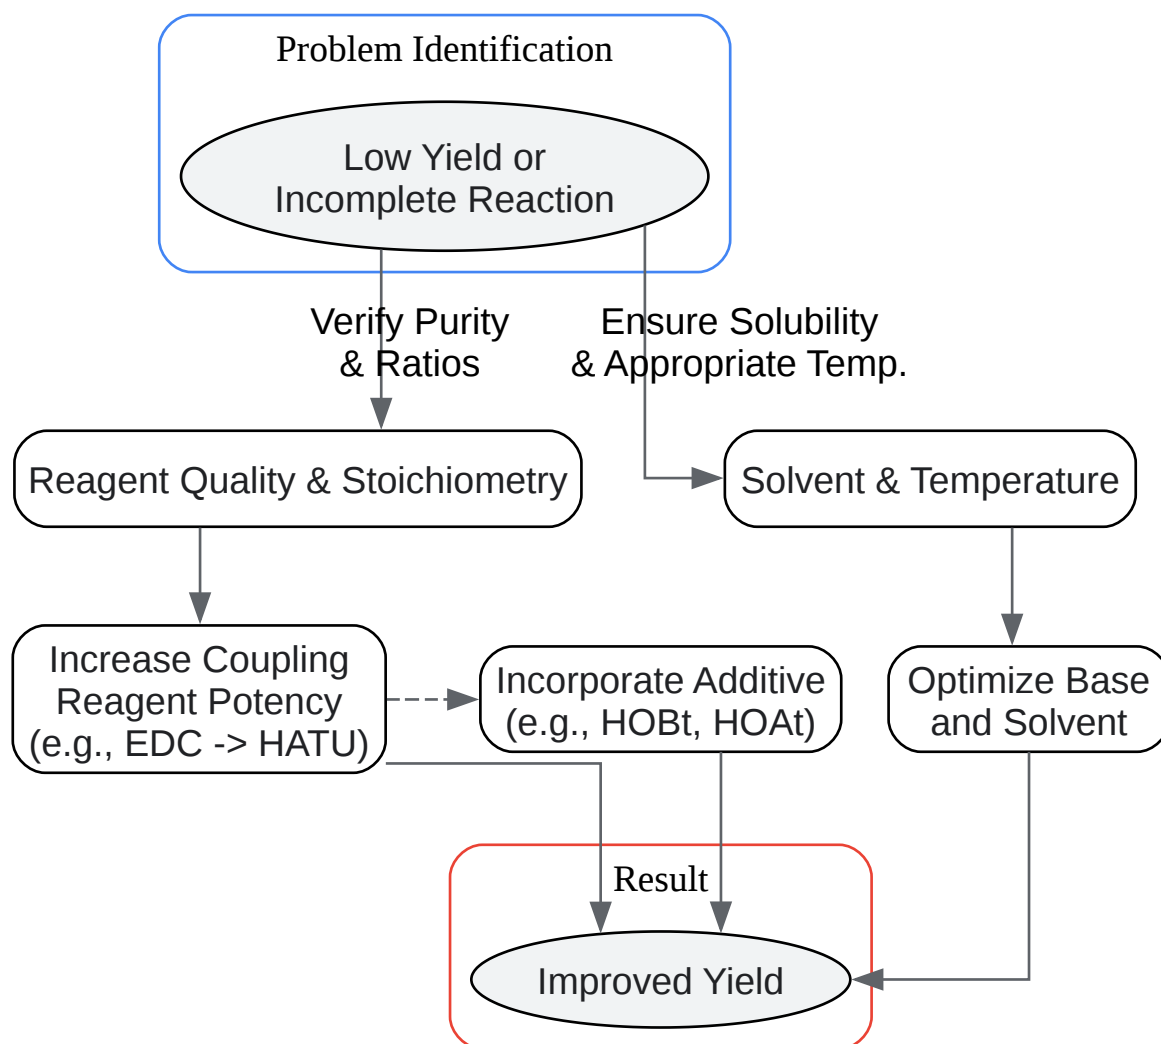 Problem Identification
Low Yield or
Incomplete Reaction
Verify Purity
& Ratios
Ensure Solubility
& Appropriate Temp.
Reagent Quality & Stoichiometry
Solvent & Temperature
Increase Coupling
Reagent Potency
(e.g., EDC -> HATU)
Incorporate Additive
(e.g., HOBt, HOAt)
Optimize Base
and Solvent
Result
Improved Yield